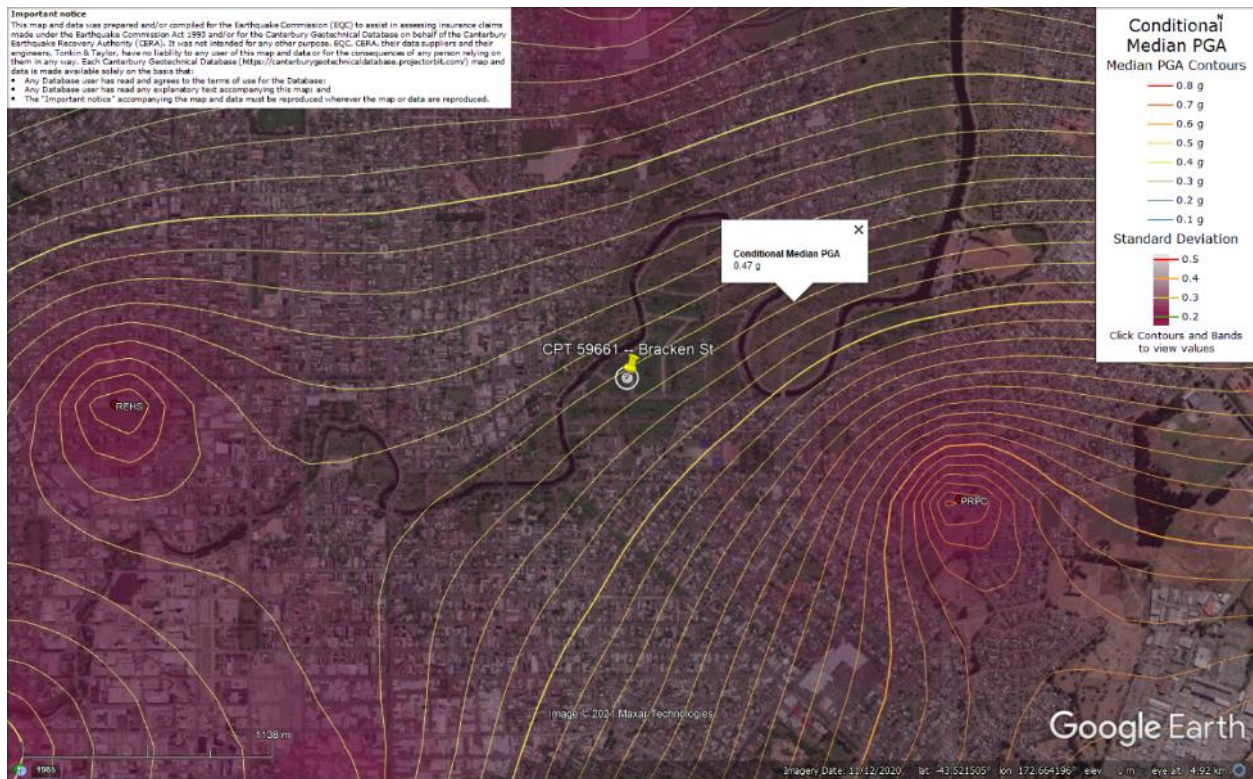 Important notice
This map and data was prepared and/or compiled for the Earthquake Commission (EQC) to assist in assessing insurance claims
made under the Earthquake Commission Act 1993 and/or for the Canterbury Geotechnical Database on behalf of the Canterbury
Earthquake Recovery Authority (CERA). It was not intended for any other purpose. EQC, CERA, their data suppliers and their
engineers, Tonkin & Taylor, have no liability to any user of this map and data or for the consequences of any person relying on
them in any way. Each Canterbury Geotechnical Database (https://canterburygeotechnicaldatabase.projectorbit.com/) map and
data is made available solely on the basis that:
• Any Database user has read and agrees to the terms of use for the Database;
• Any Database user has read any explanatory text accompanying this map; and
• The "Important notice" accompanying the map and data must be reproduced wherever the map or data are reproduced.
N
Conditional
Median PGA
Median PGA Contours
0.8 g
0.7 g
0.6 g
0.5 g
0.4 g
0.3 g
0.2 g
0.1 g
Standard Deviation
0.5
0.4
0.3
0.2
Click Contours and Bands
to view values
Conditional Median PGA
0.47 g
CPT 59661 -- Bracken St
REHS
PRPC
Image © 2024 Maxar Technologies
Google Earth
1138 m
1985
Imagery Date: 11/12/2020 lat -43.521505° lon 172.664196° elev 0 m eye alt 4.92 km